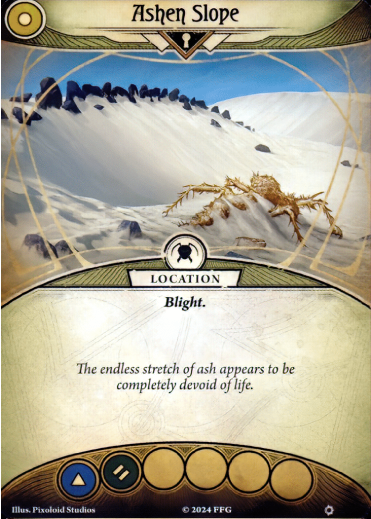 Ashen Slope
LOCATION
Blight.
The endless stretch of ash appears to be
completely devoid of life.
Illus. Pixoloid Studios
© 2024 FFG